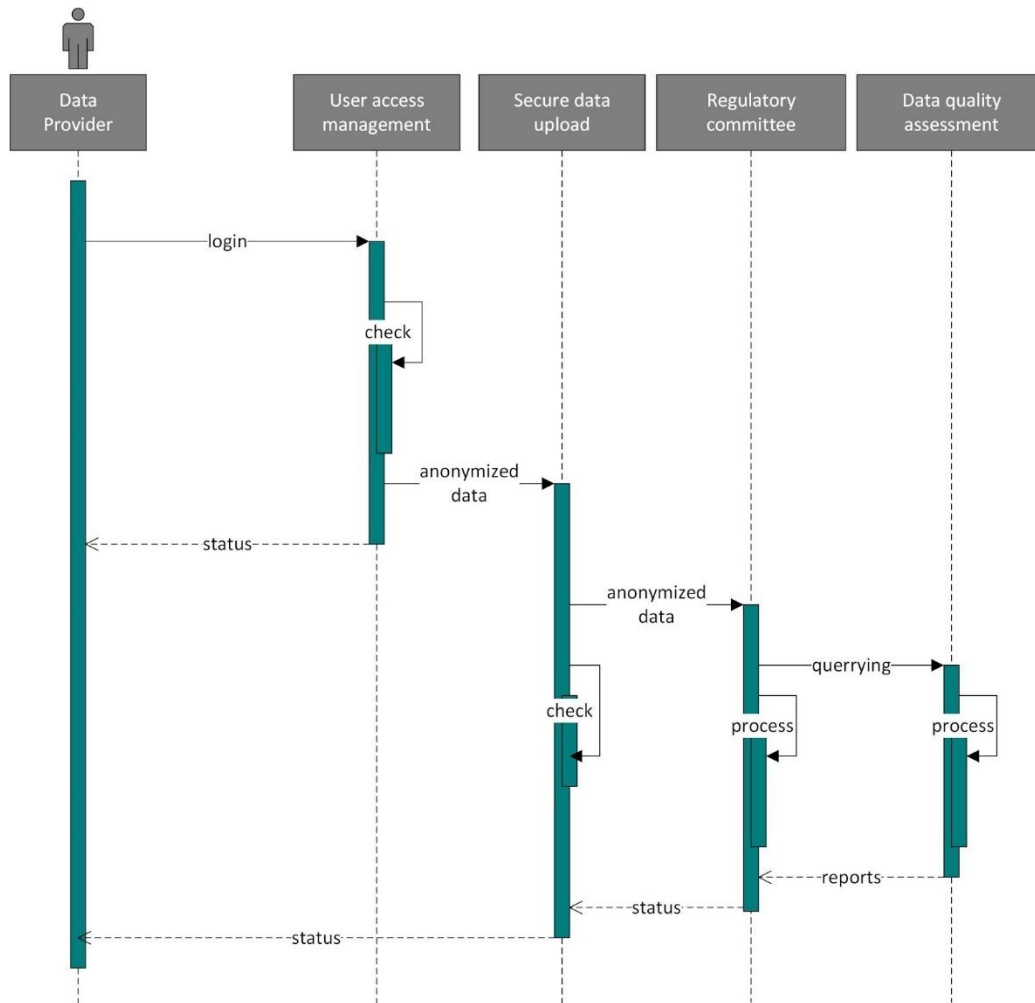 Data
Provider
User access
management
Secure data
upload
Regulatory
committee
Data quality
assessment
login
check
anonymized
data
status
anonymized
data
querrying
check
process
process
reports
status
status